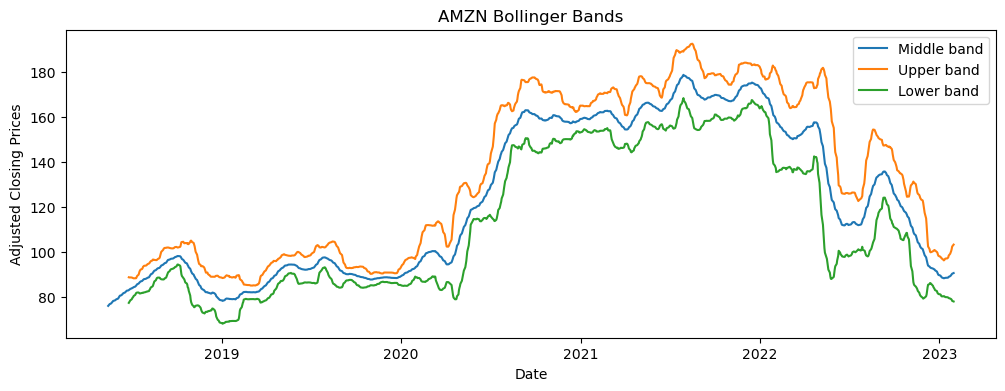 AMZN Bollinger Bands
Adjusted Closing Prices
180
160
140
120
100
80
Middle band
Upper band
Lower band
2019
2020
2021
2022
2023
Date